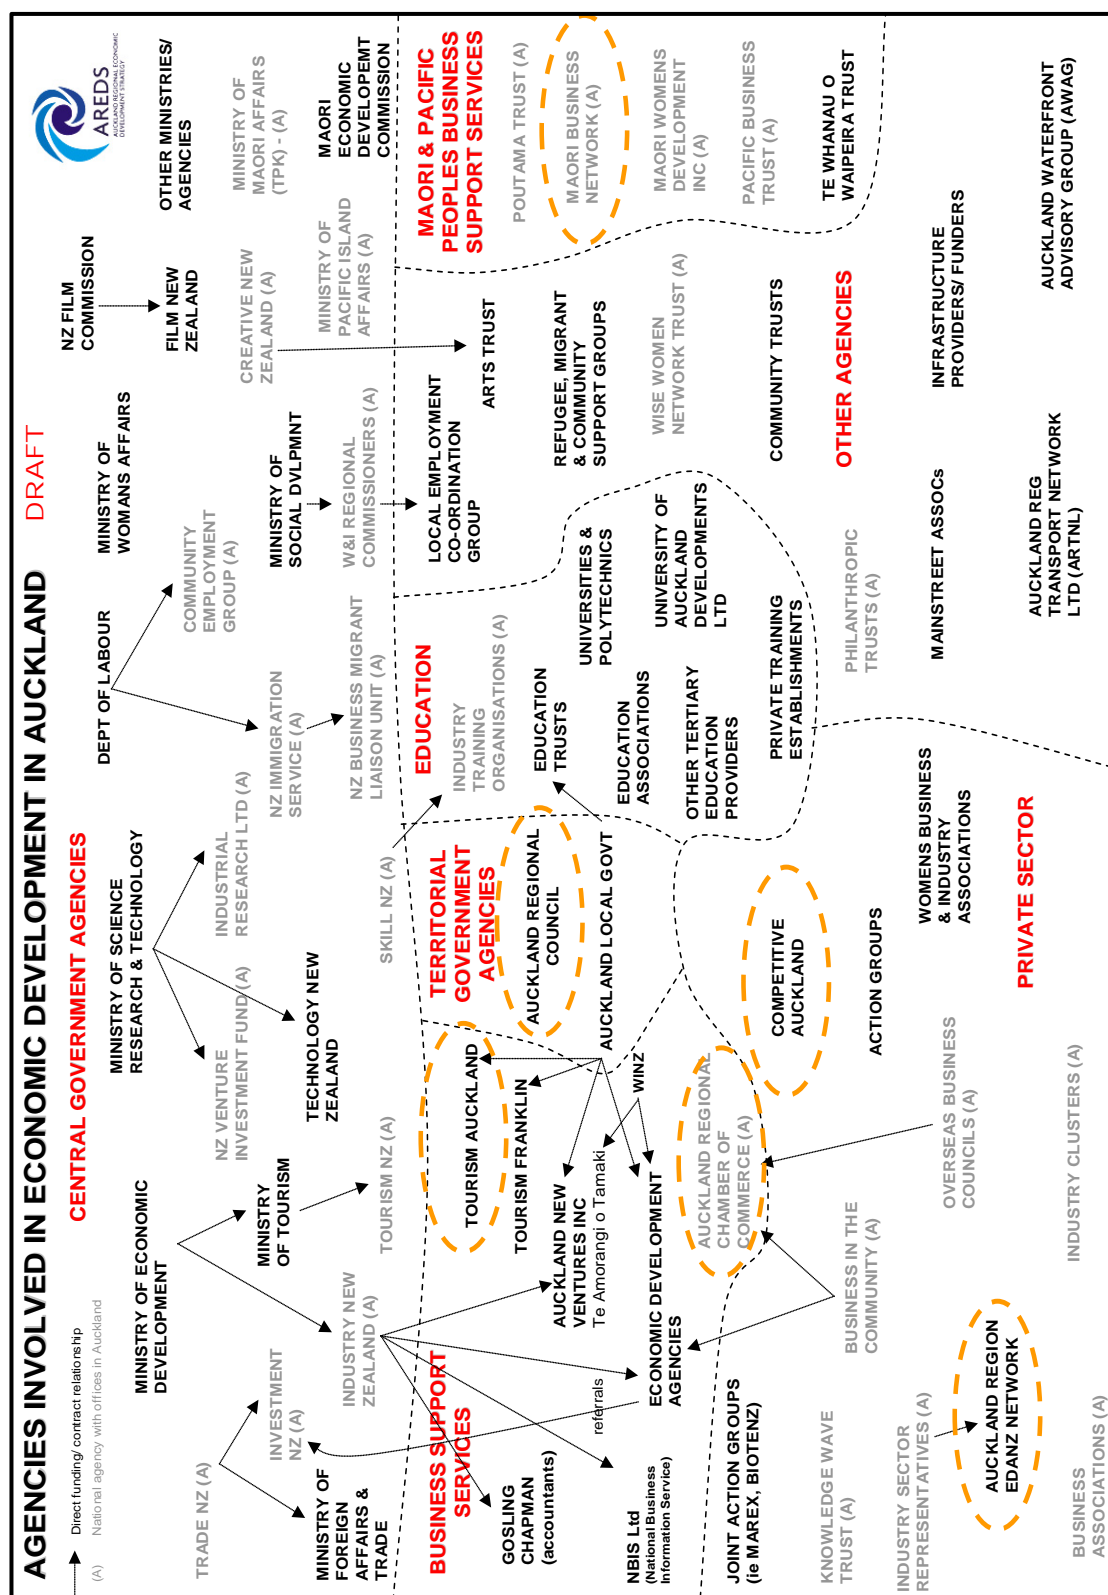 AGENCIES INVOLVED IN ECONOMIC DEVELOPMENT IN AUCKLAND
DRAFT
AREDS
AUCKLAND REGIONAL ECONOMIC
DEVELOPMENT STRATEGY
Direct funding/ contract relationship
(A) National agency with offices in Auckland
CENTRAL GOVERNMENT AGENCIES
TRADE NZ (A)
INVESTMENT
NZ (A)
MINISTRY OF
FOREIGN
AFFAIRS &
TRADE
MINISTRY OF ECONOMIC
DEVELOPMENT
INDUSTRY NEW
ZEALAND (A)
MINISTRY
OF TOURISM
TOURISM NZ (A)
MINISTRY OF SCIENCE
RESEARCH & TECHNOLOGY
NZ VENTURE
INVESTMENT FUND (A)
TECHNOLOGY NEW
ZEALAND
INDUSTRIAL
RESEARCH LTD (A)
SKILL NZ (A)
DEPT OF LABOUR
NZ IMMIGRATION
SERVICE (A)
NZ BUSINESS MIGRANT
LIAISON UNIT (A)
COMMUNITY
EMPLOYMENT
GROUP (A)
MINISTRY OF
WOMANS AFFAIRS
MINISTRY OF
SOCIAL DVLPMNT
W&I REGIONAL
COMMISSIONERS (A)
NZ FILM
COMMISSION
FILM NEW
ZEALAND
CREATIVE NEW
ZEALAND (A)
MINISTRY OF
PACIFIC ISLAND
AFFAIRS (A)
OTHER MINISTRIES/
AGENCIES
MINISTRY OF
MAORI AFFAIRS
(TPK) - (A)
MAORI
ECONOMIC
DEVELOPEMT
COMMISSION
BUSINESS SUPPORT
SERVICES
GOSLING
CHAPMAN
(accountants)
NBIS Ltd
(National Business
Information Service)
referrals
TOURISM AUCKLAND
TOURISM FRANKLIN
AUCKLAND NEW
VENTURES INC
Te Amorangi o Tamaki
WINZ
ECONOMIC DEVELOPMENT
AGENCIES
AUCKLAND REGIONAL
CHAMBER OF
COMMERCE (A)
TERRITORIAL
GOVERNMENT
AGENCIES
AUCKLAND REGIONAL
COUNCIL
AUCKLAND LOCAL GOVT
EDUCATION
INDUSTRY
TRAINING
ORGANISATIONS (A)
EDUCATION
TRUSTS
EDUCATION
ASSOCIATIONS
OTHER TERTIARY
EDUCATION
PROVIDERS
UNIVERSITIES &
POLYTECHNICS
UNIVERSITY OF
AUCKLAND
DEVELOPMENTS
LTD
PRIVATE TRAINING
ESTABLISHMENTS
LOCAL EMPLOYMENT
CO-ORDINATION
GROUP
ARTS TRUST
REFUGEE, MIGRANT
& COMMUNITY
SUPPORT GROUPS
WISE WOMEN
NETWORK TRUST (A)
COMMUNITY TRUSTS
OTHER AGENCIES
PHILANTHROPIC
TRUSTS (A)
MAINSTREET ASSOCs
INFRASTRUCTURE
PROVIDERS/ FUNDERS
AUCKLAND REG
TRANSPORT NETWORK
LTD (ARTNL)
AUCKLAND WATERFRONT
ADVISORY GROUP (AWAG)
MAORI & PACIFIC
PEOPLES BUSINESS
SUPPORT SERVICES
POUTAMA TRUST (A)
MAORI BUSINESS
NETWORK (A)
MAORI WOMENS
DEVELOPMENT
INC (A)
PACIFIC BUSINESS
TRUST (A)
TE WHANAU O
WAIPEIRA TRUST
PRIVATE SECTOR
JOINT ACTION GROUPS
(ie MAREX, BIOTENZ)
KNOWLEDGE WAVE
TRUST (A)
INDUSTRY SECTOR
REPRESENTATIVES (A)
AUCKLAND REGION
EDANZ NETWORK
BUSINESS
ASSOCIATIONS (A)
BUSINESS IN THE
COMMUNITY (A)
OVERSEAS BUSINESS
COUNCILS (A)
INDUSTRY CLUSTERS (A)
COMPETITIVE
AUCKLAND
ACTION GROUPS
WOMENS BUSINESS
& INDUSTRY
ASSOCIATIONS